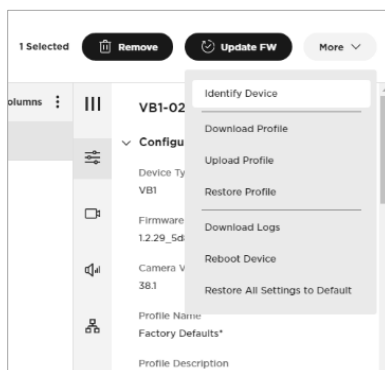 1 Selected
Remove
Update FW
More
olumns
VB1-02
Configu
Device Ty
VB1
Firmware
1.2.29_5d
Camera V
38.1
Profile Name
Factory Defaults*
Profile Description
Identify Device
Download Profile
Upload Profile
Restore Profile
Download Logs
Reboot Device
Restore All Settings to Default